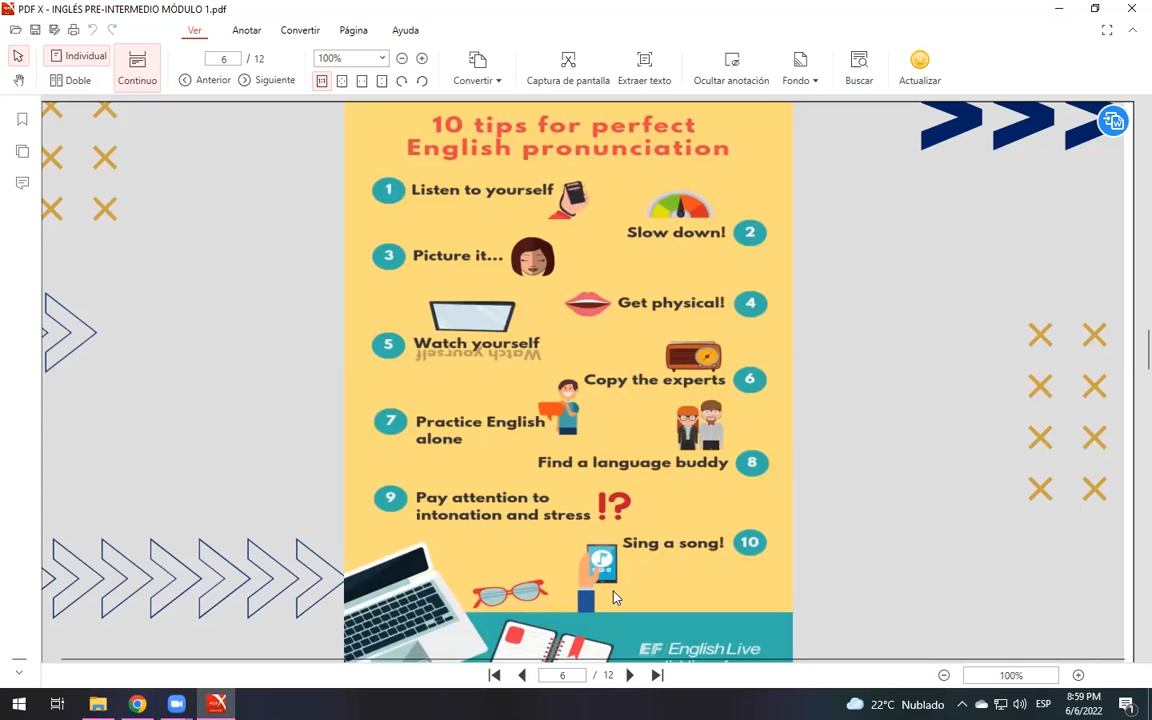 PDF X - INGLÉS PRE-INTERMEDIO MÓDULO 1.pdf
Ver
Anotar
Convertir
Página
Ayuda
Individual
Doble
Continuo
6 / 12
Anterior
Siguiente
100%
Convertir
Captura de pantalla
Extraer texto
Ocultar anotación
Fondo
Buscar
Actualizar
10 tips for perfect
English pronunciation
1 Listen to yourself
Slow down! 2
3 Picture it...
Get physical! 4
5 Watch yourself
Watch yourself
Copy the experts 6
7 Practice English
alone
Find a language buddy 8
9 Pay attention to
intonation and stress !?
Sing a song! 10
EF English Live
6 / 12
100%
22°C Nublado
ESP
8:59 PM
6/6/2022
1